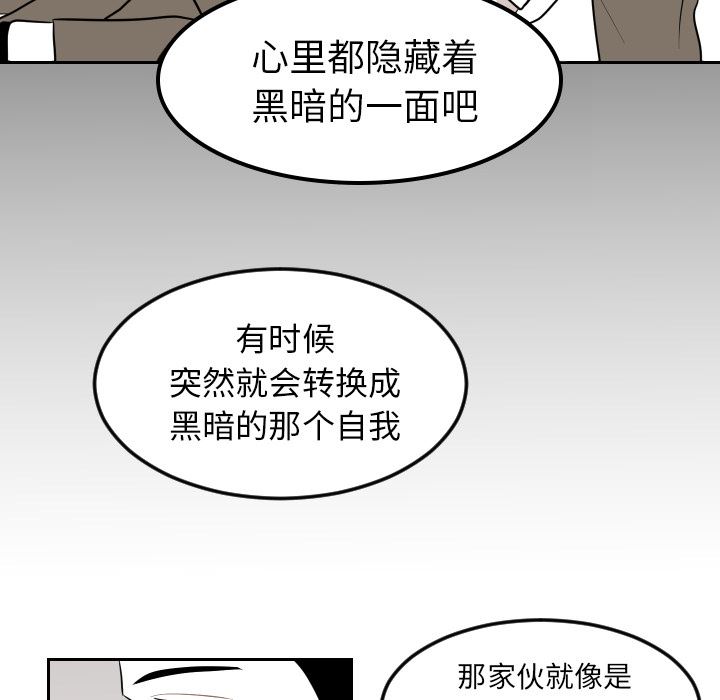 心里都隐藏着
黑暗的一面吧
有时候
突然就会转换成
黑暗的那个自我
那家伙就像是